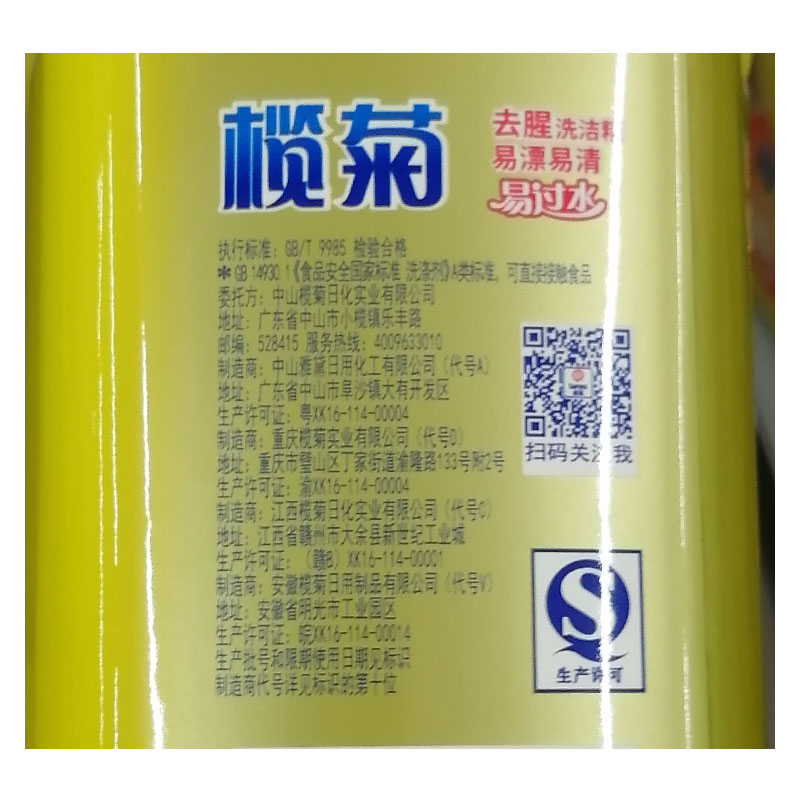 榄菊
去腥洗洁精
易漂易清
易过水
执行标准：GB/T 9985 检验合格
*GB 14930.1《食品安全国家标准 洗涤剂》A类标准，可直接接触食品
委托方：中山榄菊日化实业有限公司
地址：广东省中山市小榄镇乐丰路
邮编：528415 服务热线：4009633010
制造商：中山雅黛日用化工有限公司（代号A）
地址：广东省中山市阜沙镇大有开发区
生产许可证：粤XK16-114-00004
制造商：重庆榄菊实业有限公司（代号D）
地址：重庆市璧山区丁家街道渝隆路133号附2号
生产许可证：渝XK16-114-00004
制造商：江西榄菊日化实业有限公司（代号C）
地址：江西省赣州市大余县新世纪工业城
生产许可证：（赣B）XK16-114-00001
制造商：安徽榄菊日用制品有限公司（代号V）
地址：安徽省明光市工业园区
生产许可证：皖XK16-114-00014
生产批号和限期使用日期见标识
制造商代号详见标识的第十位
扫码关注我
生产许可